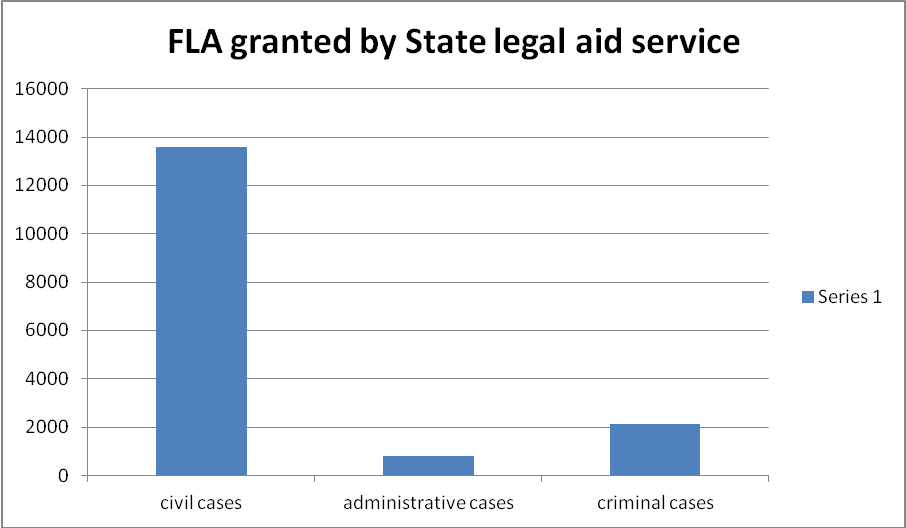 FLA granted by State legal aid service
16000
14000
12000
10000
8000
6000
4000
2000
0
civil cases
administrative cases
criminal cases
Series 1